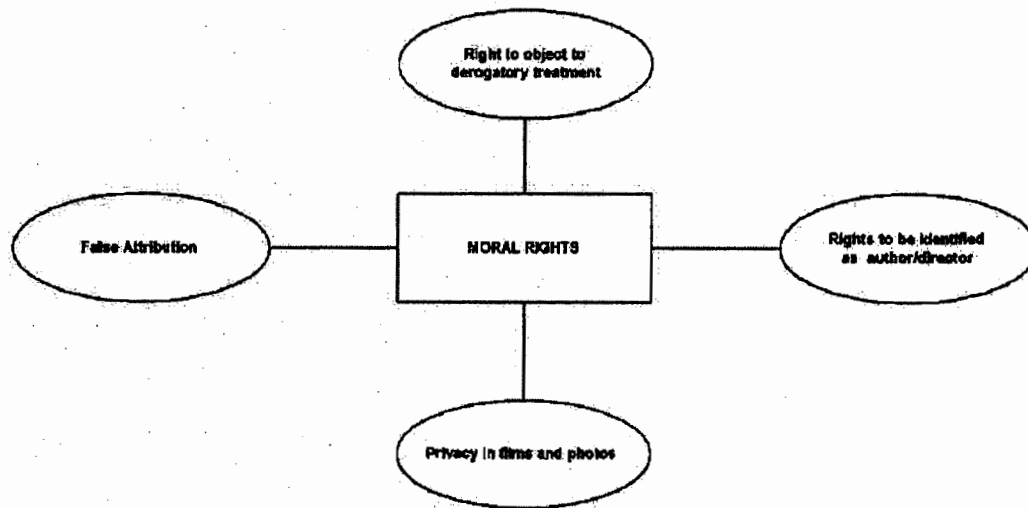 Right to object to
derogatory treatment
False Attribution
MORAL RIGHTS
Rights to be identified
as author/director
Privacy in films and photos